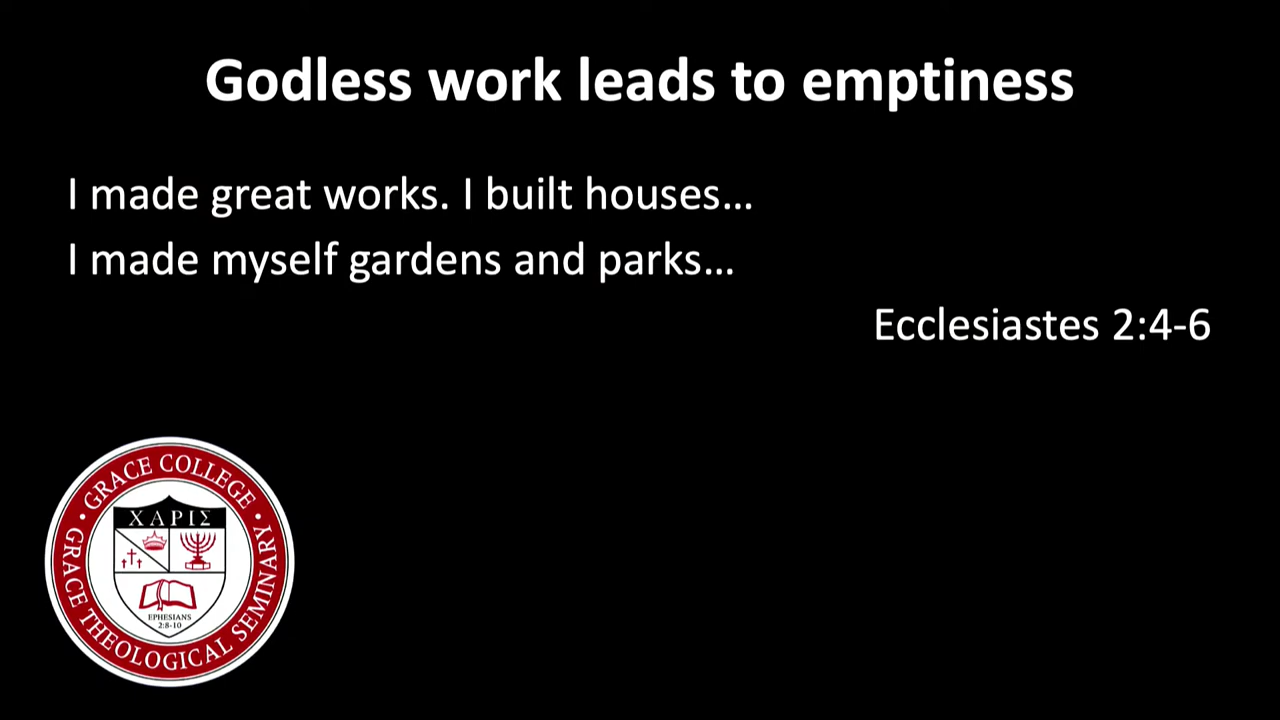 Godless work leads to emptiness
I made great works. I built houses…
I made myself gardens and parks…
Ecclesiastes 2:4-6
· GRACE COLLEGE ·
GRACE THEOLOGICAL SEMINARY
ΧΑΡΙΣ
EPHESIANS
2:8-10